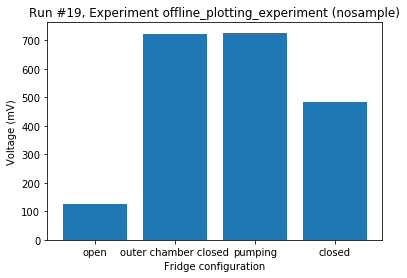 Run #19, Experiment offline_plotting_experiment (nosample)
Voltage (mV)
700
600
500
400
300
200
100
0
open outer chamber closed pumping closed
Fridge configuration